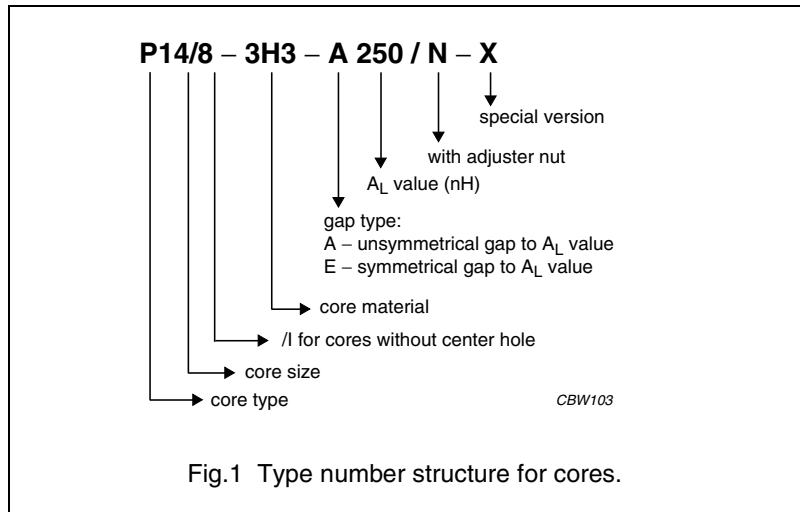 P14/8 – 3H3 – A 250 / N – X
special version
with adjuster nut
AL value (nH)
gap type:
A – unsymmetrical gap to AL value
E – symmetrical gap to AL value
core material
/I for cores without center hole
core size
core type
CBW103
Fig.1 Type number structure for cores.